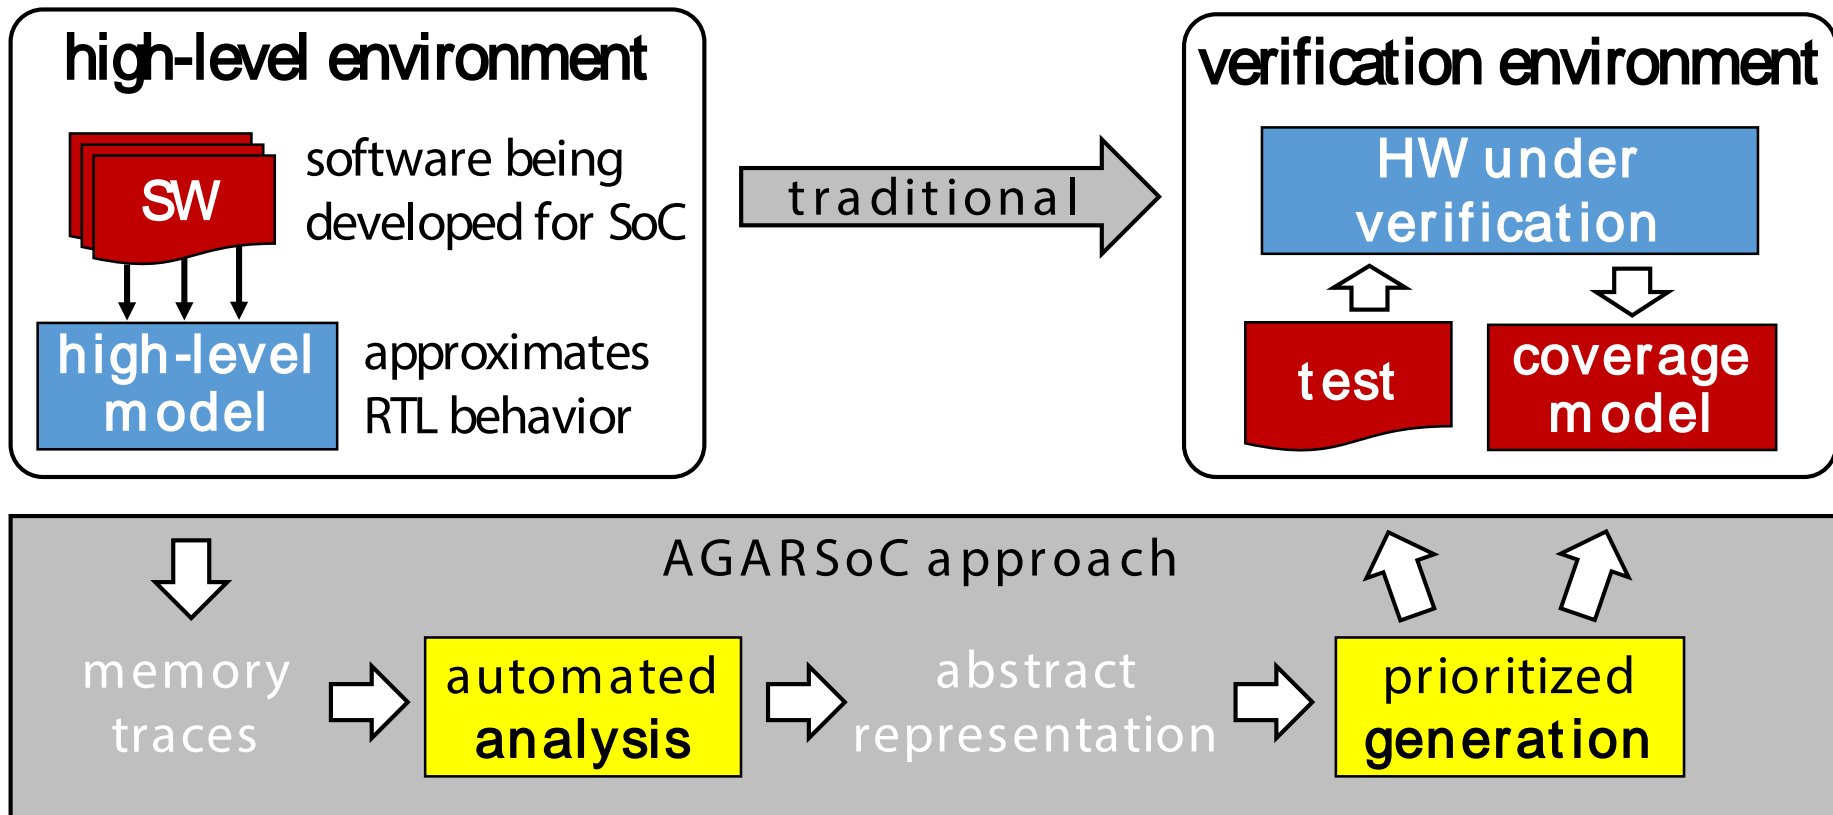 high-level environment
SW
software being
developed for SoC
high-level
model
approximates
RTL behavior
traditional
verification environment
HW under
verification
test
coverage
model
AGARSoC approach
memory
traces
automated
analysis
abstract
representation
prioritized
generation